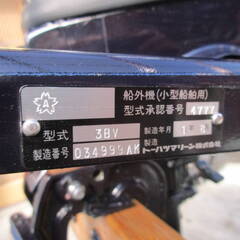 A
船外機(小型船舶用)
型式承認番号 4777
型式 3BV
製造年月
製造番号 034999AK
トーハツマリーン株式会社